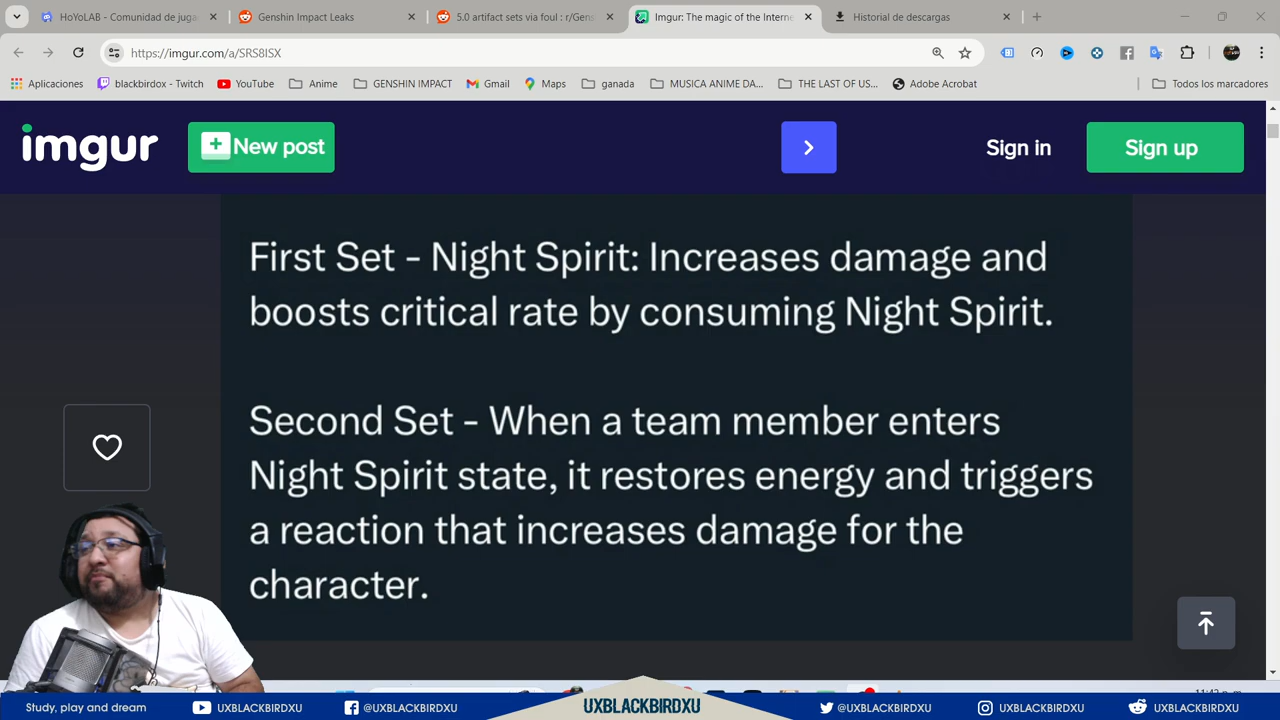 HoYoLAB - Comunidad de juga
Genshin Impact Leaks
5.0 artifact sets via foul : r/Gens
Imgur: The magic of the Interne
Historial de descargas
https://imgur.com/a/SRS8ISX
Aplicaciones
blackbirdox - Twitch
YouTube
Anime
GENSHIN IMPACT
Gmail
Maps
ganada
MUSICA ANIME DA...
THE LAST OF US...
Adobe Acrobat
Todos los marcadores
imgur
New post
Sign in
Sign up
First Set - Night Spirit: Increases damage and
boosts critical rate by consuming Night Spirit.
Second Set - When a team member enters
Night Spirit state, it restores energy and triggers
a reaction that increases damage for the
character.
Study, play and dream
UXBLACKBIRDXU
@UXBLACKBIRDXU
UXBLACKBIRDXU
@UXBLACKBIRDXU
UXBLACKBIRDXU
UXBLACKBIRDXU